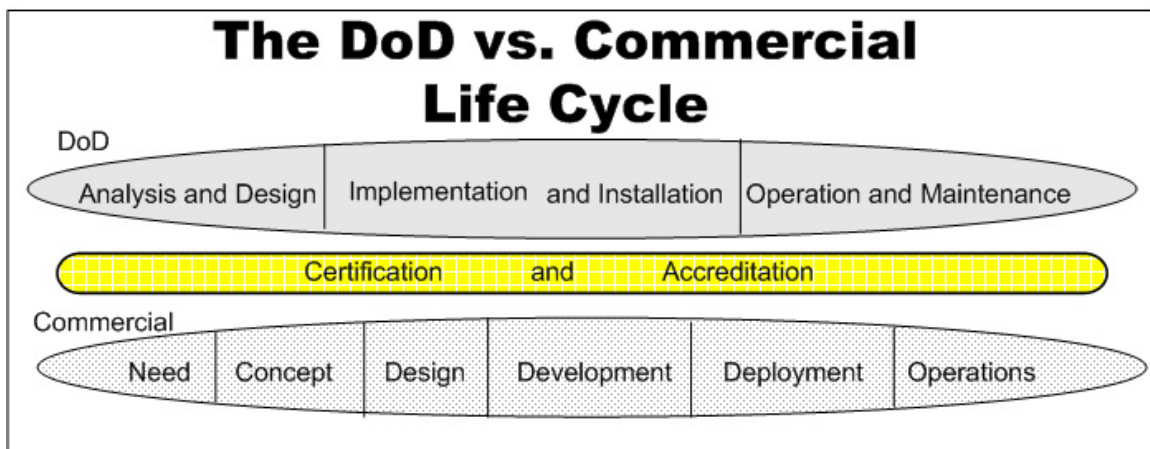 The DoD vs. Commercial
Life Cycle
DoD
Analysis and Design Implementation and Installation Operation and Maintenance
Certification and Accreditation
Commercial
Need Concept Design Development Deployment Operations